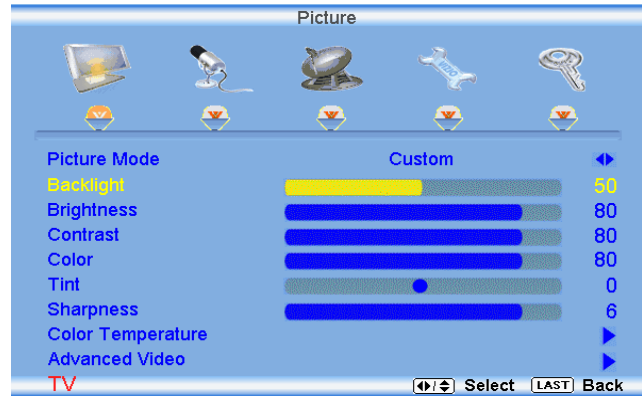 Picture
Picture Mode Custom
Backlight 50
Brightness 80
Contrast 80
Color 80
Tint 0
Sharpness 6
Color Temperature
Advanced Video
TV Select LAST Back